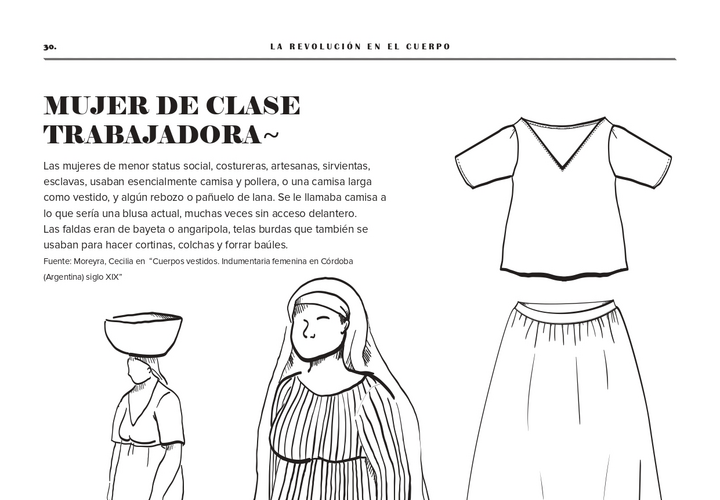 30.
LA REVOLUCIÓN EN EL CUERPO
MUJER DE CLASE
TRABAJADORA~
Las mujeres de menor status social, costureras, artesanas, sirvientas,
esclavas, usaban esencialmente camisa y pollera, o una camisa larga
como vestido, y algún rebozo o pañuelo de lana. Se le llamaba camisa a
lo que sería una blusa actual, muchas veces sin acceso delantero.
Las faldas eran de bayeta o angaripola, telas burdas que también se
usaban para hacer cortinas, colchas y forrar baúles.
Fuente: Moreyra, Cecilia en "Cuerpos vestidos. Indumentaria femenina en Córdoba
(Argentina) siglo XIX"